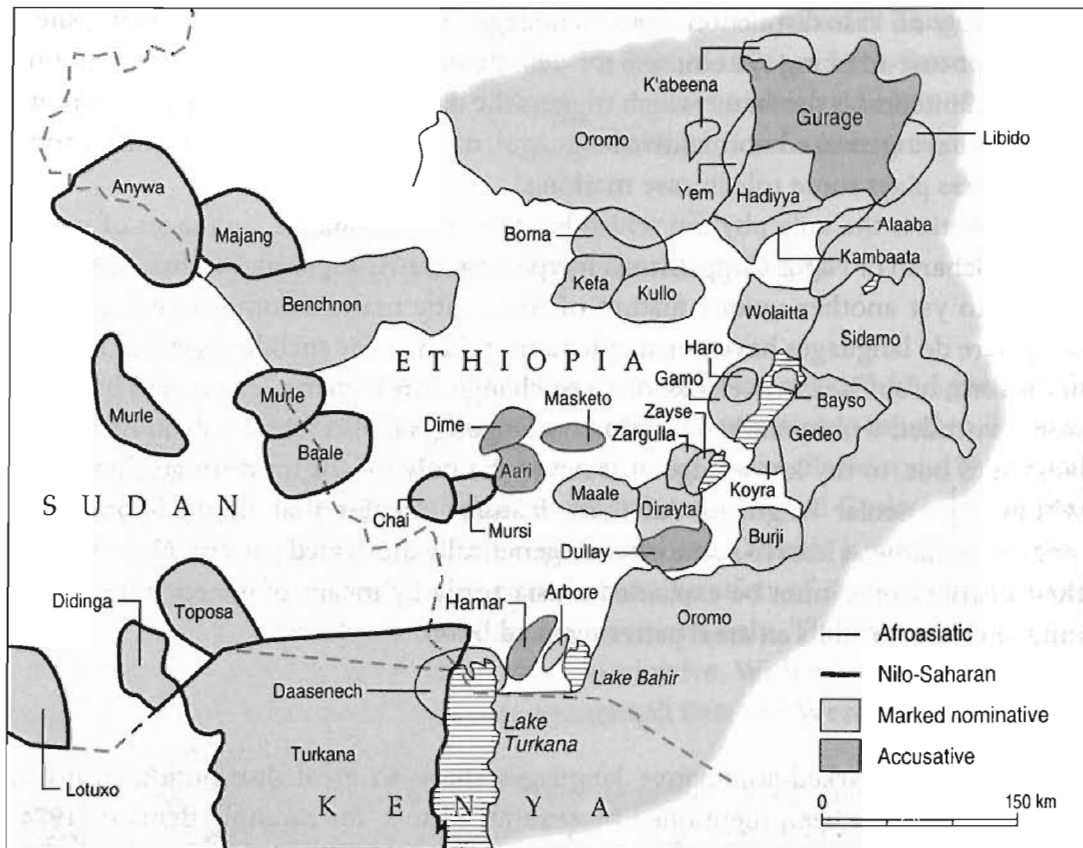 K'abeena
Gurage
Oromo
Libido
Anywa
Yem
Hadiyya
Majang
Alaaba
Borna
Kambaata
Benchnon
Kefa
Kullo
Wolaitta
Sidamo
ETHIOPIA
Haro
Gamo
Bayso
Murle
Murle
Masketo
Dime
Zayse
Gedeo
Baale
Zargulla
Aari
SUDAN
Koyra
Chai
Maale
Dirayta
Mursi
Burji
Dullay
Didinga
Toposa
Hamar
Arbore
Oromo
Afroasiatic
Nilo-Saharan
Lake Bahir
Daasenech
Marked nominative
Lake
Turkana
Turkana
Accusative
Lotuxo
KENYA
0 150 km